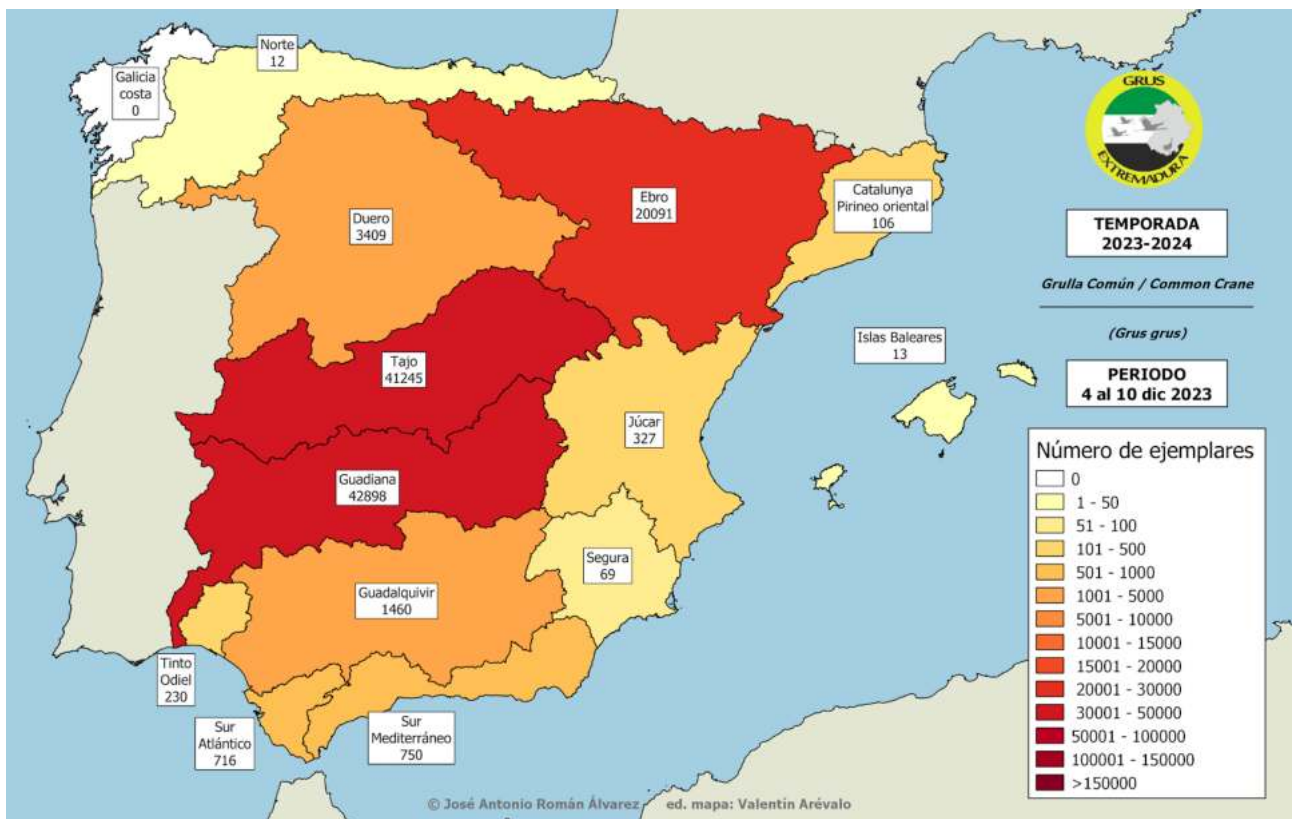 Norte
12
Galicia
costa
0
Duero
3409
Ebro
20091
Catalunya
Pirineo oriental
106
Tajo
41245
Islas Baleares
13
Júcar
327
Guadiana
42898
Segura
69
Guadalquivir
1460
Tinto
Odiel
230
Sur
Atlántico
716
Sur
Mediterráneo
750
GRUS
EXTREMADURA
TEMPORADA
2023-2024
Grulla Común / Common Crane
(Grus grus)
PERIODO
4 al 10 dic 2023
Número de ejemplares
0
1 - 50
51 - 100
101 - 500
501 - 1000
1001 - 5000
5001 - 10000
10001 - 15000
15001 - 20000
20001 - 30000
30001 - 50000
50001 - 100000
100001 - 150000
>150000
© José Antonio Román Álvarez ed. mapa: Valentín Arévalo